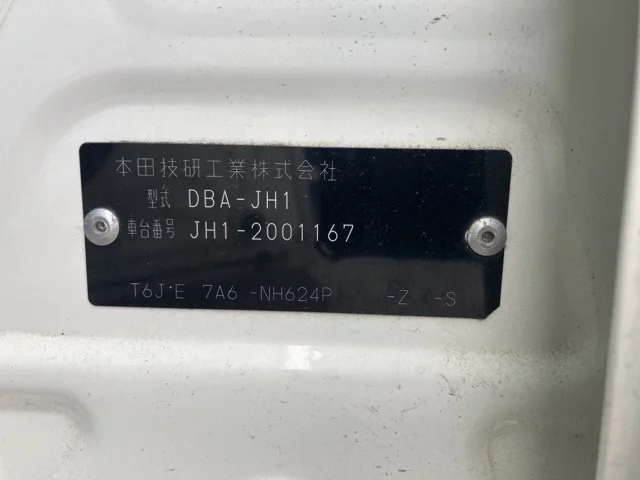 本田技研工業株式会社
型式 DBA-JH1
車台番号 JH1-2001167
T6J·E 7A6 -NH624P -Z -S